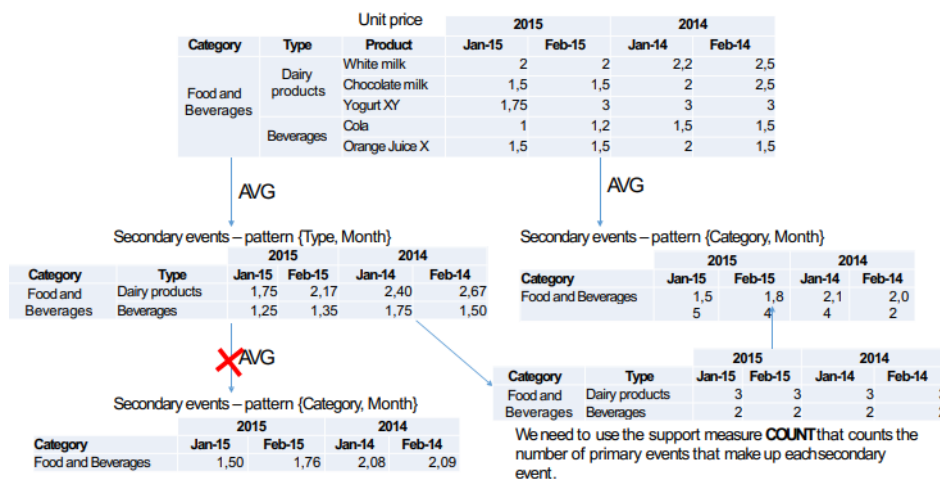 Unit price 2015 2014
Category Type Product Jan-15 Feb-15 Jan-14 Feb-14
Food and Beverages Dairy products White milk 2 2 2,2 2,5
Chocolate milk 1,5 1,5 2 2,5
Yogurt XY 1,75 3 3 3
Beverages Cola 1 1,2 1,5 1,5
Orange Juice X 1,5 1,5 2 1,5
AVG
AVG
Secondary events – pattern {Type, Month}
2015 2014
Category Type Jan-15 Feb-15 Jan-14 Feb-14
Food and Beverages Dairy products 1,75 2,17 2,40 2,67
Beverages 1,25 1,35 1,75 1,50
Secondary events – pattern {Category, Month}
2015 2014
Category Jan-15 Feb-15 Jan-14 Feb-14
Food and Beverages 1,5 1,8 2,1 2,0
5 4 4 2
AVG
Secondary events – pattern {Category, Month}
2015 2014
Category Jan-15 Feb-15 Jan-14 Feb-14
Food and Beverages 1,50 1,76 2,08 2,09
2015 2014
Category Type Jan-15 Feb-15 Jan-14 Feb-14
Food and Beverages Dairy products 3 3 3
Beverages 2 2 2
We need to use the support measure COUNT that counts the
number of primary events that make up each secondary
event.